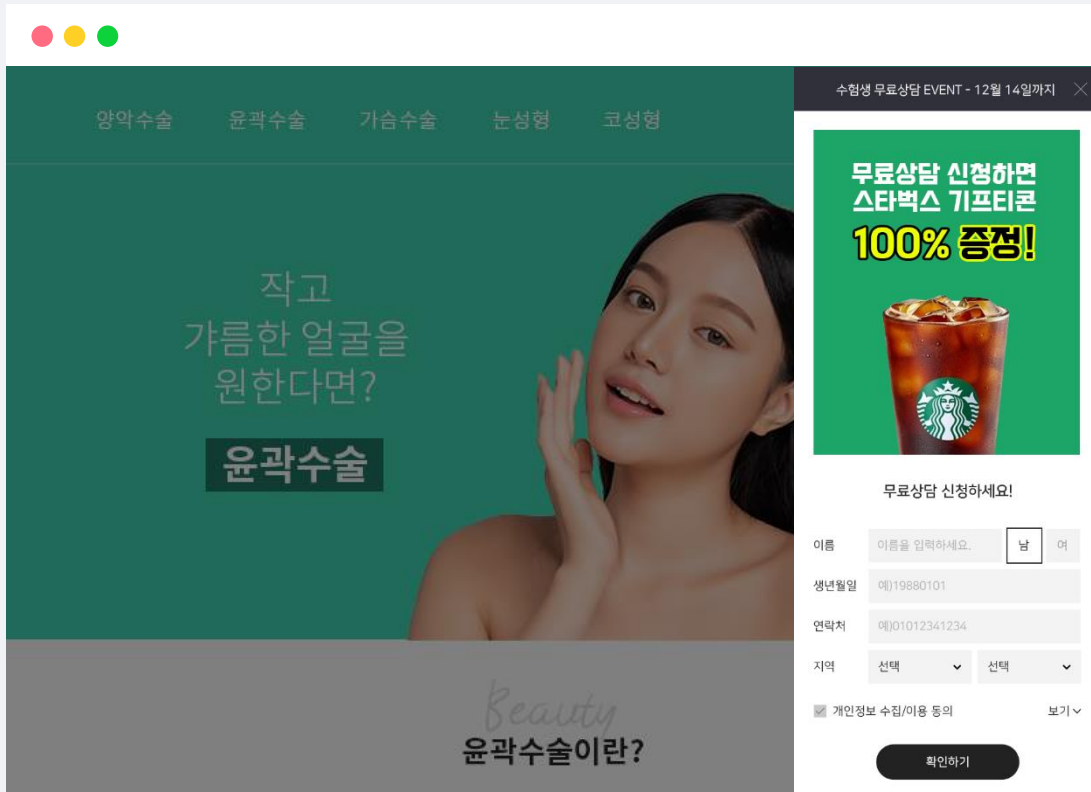 양악수술 윤곽수술 가슴수술 눈성형 코성형
작고
갸름한 얼굴을
원한다면?
윤곽수술
Beauty
윤곽수술이란?
수험생 무료상담 EVENT - 12월 14일까지
무료상담 신청하면
스타벅스 기프티콘
100% 증정!
무료상담 신청하세요!
이름 이름을 입력하세요. 남 여
생년월일 예)19880101
연락처 예)01012341234
지역 선택 선택
개인정보 수집/이용 동의 보기
확인하기